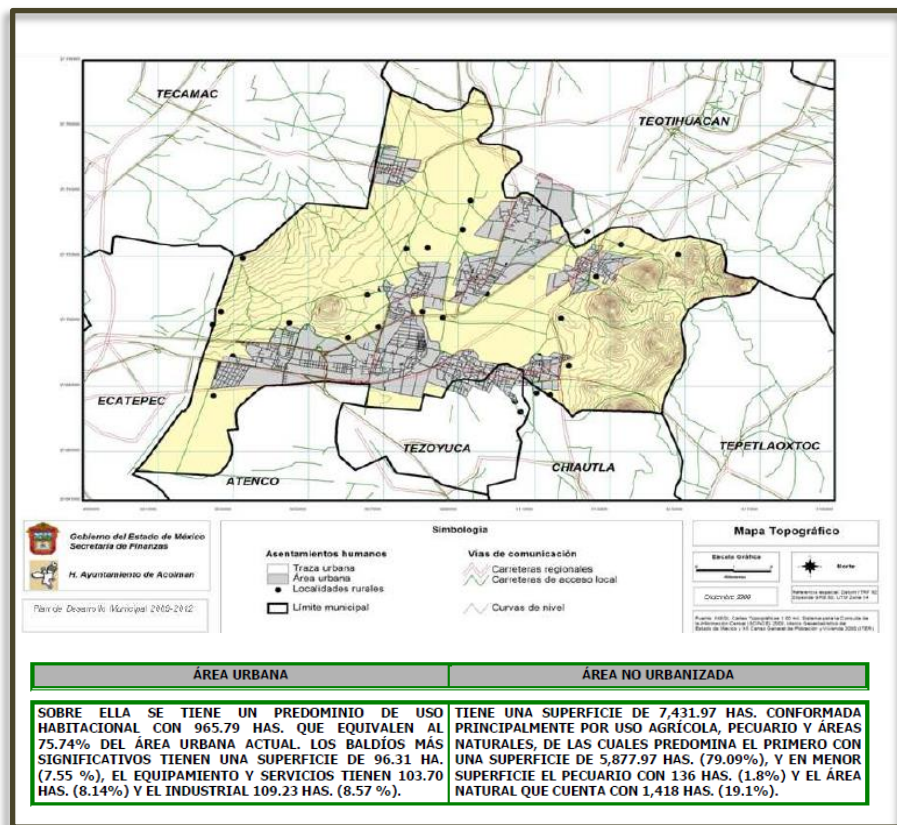 TECAMAC
TEOTIHUACAN
ECATEPEC
ATENCO
TEZOYUCA
CHIAUTLA
TEPETLAOXTOC
Gobierno del Estado de México
Secretaría de Finanzas
H. Ayuntamiento de Acolman
Plan de Desarrollo Municipal 2009-2012
Simbología
Asentamientos humanos
Traza urbana
Área urbana
Localidades rurales
Límite municipal
Vías de comunicación
Carreteras regionales
Carreteras de acceso local
Curvas de nivel
Mapa Topográfico
Escala Gráfica
Norte
Diciembre 2009
ÁREA URBANA
ÁREA NO URBANIZADA
SOBRE ELLA SE TIENE UN PREDOMINIO DE USO
HABITACIONAL CON 965.79 HAS. QUE EQUIVALEN AL
75.74% DEL ÁREA URBANA ACTUAL. LOS BALDÍOS MÁS
SIGNIFICATIVOS TIENEN UNA SUPERFICIE DE 96.31 HA.
(7.55 %), EL EQUIPAMIENTO Y SERVICIOS TIENEN 103.70
HAS. (8.14%) Y EL INDUSTRIAL 109.23 HAS. (8.57 %).
TIENE UNA SUPERFICIE DE 7,431.97 HAS. CONFORMADA
PRINCIPALMENTE POR USO AGRÍCOLA, PECUARIO Y ÁREAS
NATURALES, DE LAS CUALES PREDOMINA EL PRIMERO CON
UNA SUPERFICIE DE 5,877.97 HAS. (79.09%), Y EN MENOR
SUPERFICIE EL PECUARIO CON 136 HAS. (1.8%) Y EL ÁREA
NATURAL QUE CUENTA CON 1,418 HAS. (19.1%).